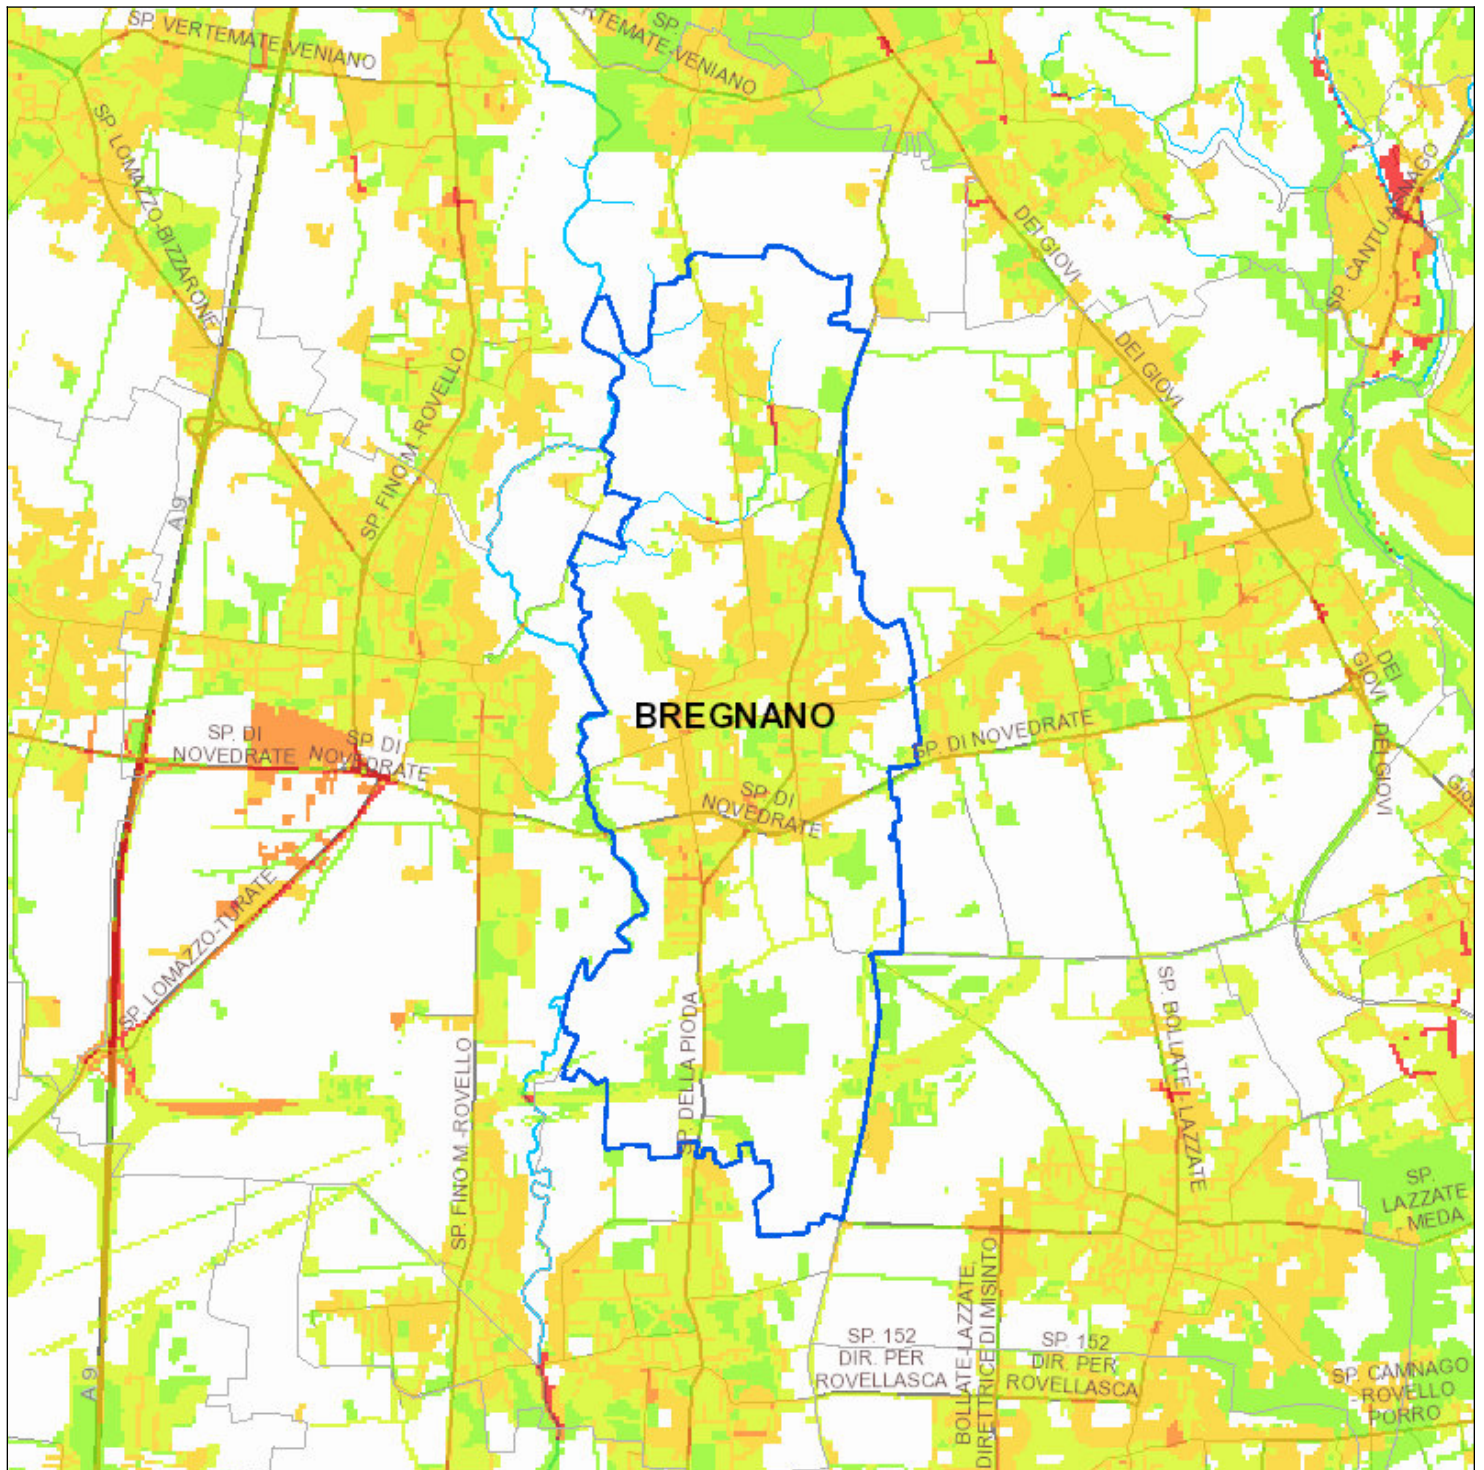 SP. VERTEMATE-VENIANO
SP.
VERTEMATE-VENIANO
SP. LOMAZZO-BIZZARONE
DEI GIOVI
SP. CANTU-
DEI GIOVI
SP. FINO M.-ROVELLO
A 9
DEI
GIOVI
DEI GIOVI
BREGNANO
SP. DI
NOVEDRATE
SP. DI
NOVEDRATE
SP. DI NOVEDRATE
SP. DI
NOVEDRATE
SP. LOMAZZO-TURATE
SP. DELLA PIODA
SP. BOLLATE - LAZZATE
SP. FINO M.-ROVELLO
SP.
LAZZATE
- MEDA
BOLLATE-LAZZATE,
DIRETTRICE DI MISINTO
SP. 152
DIR. PER
ROVELLASCA
SP. 152
DIR. PER
ROVELLASCA
SP. CAMNAGO
- ROVELLO
PORRO
A 9